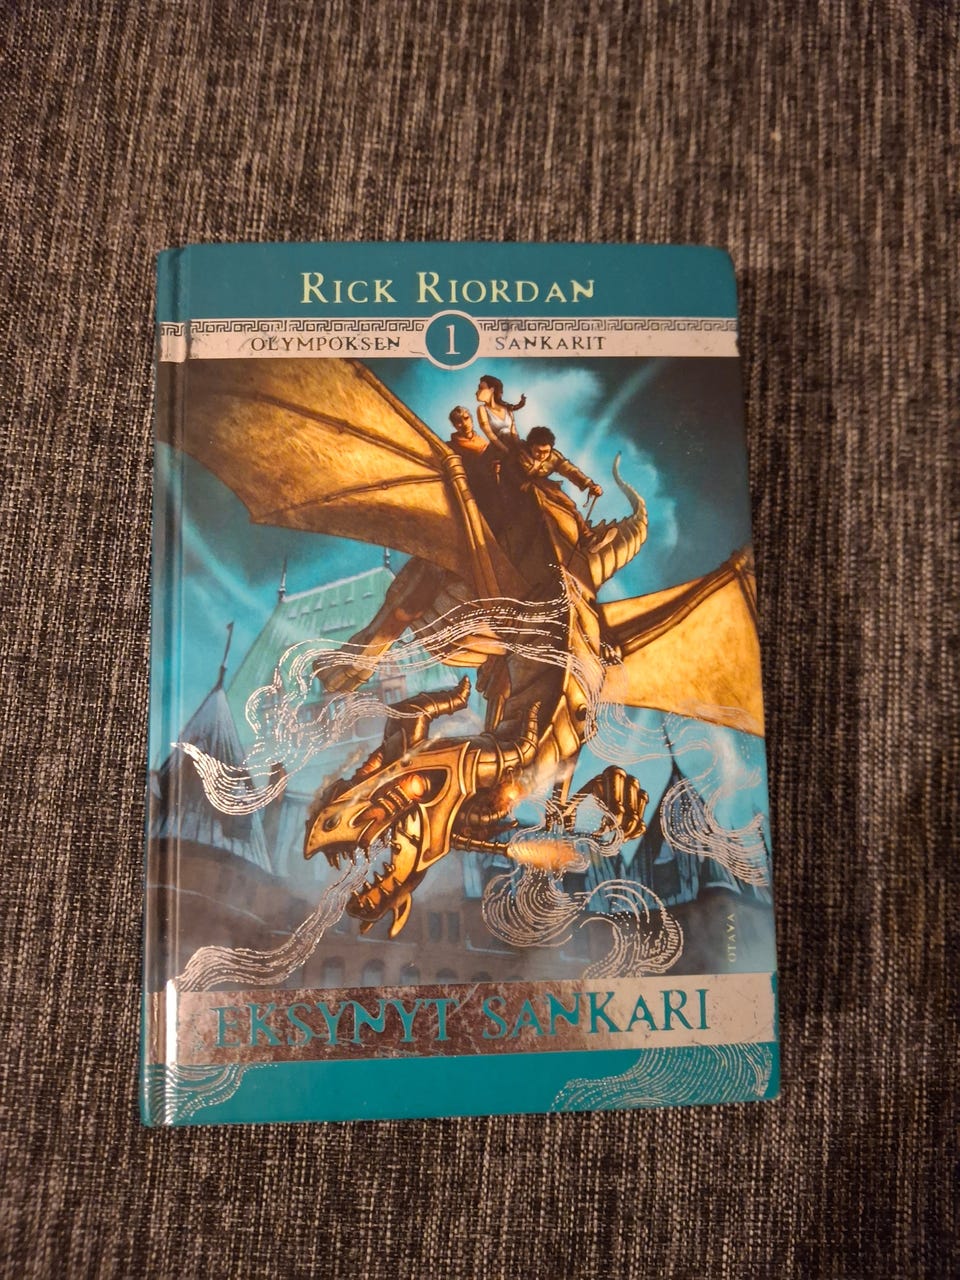 RICK RIORDAN
OLYMPOKSEN 1 SANKARIT
OTAVA
EKSYNYT SANKARI